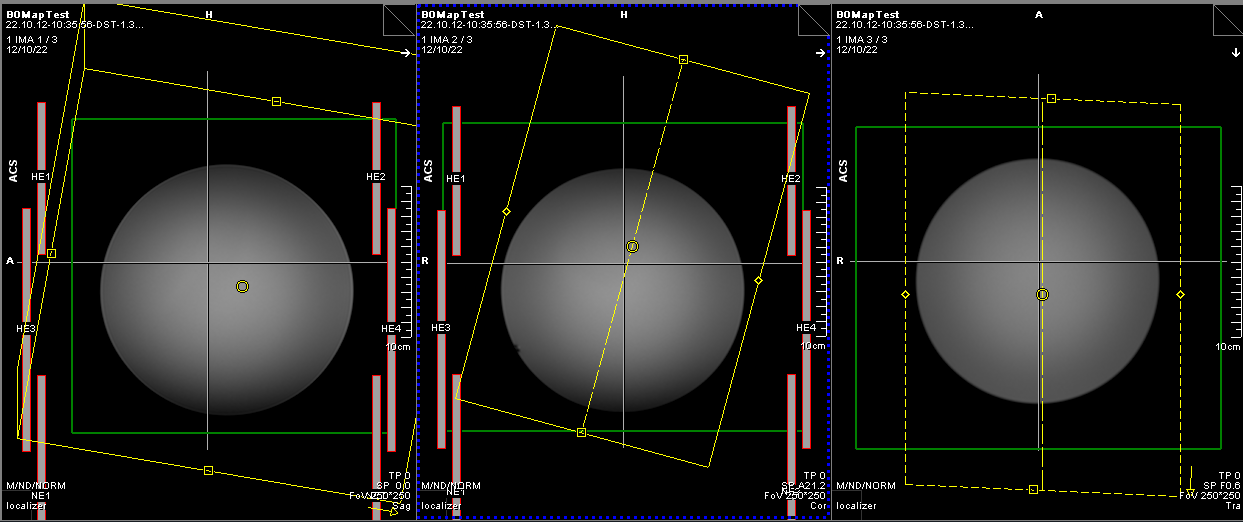 B0MapTest
22.10.12-10:35:56-DST-1.3...
1 IMA 1 / 3
12/10/22
H
ACS
HE1
HE2
A
HE3
HE4
10cm
TP 0
M/ND/NORM
SP 0.0
NE1
FoV 250*250
localizer
Sag
B0MapTest
22.10.12-10:35:56-DST-1.3...
1 IMA 2 / 3
12/10/22
H
ACS
HE1
HE2
R
HE3
HE4
10cm
TP 0
M/ND/NORM
SP A21.2
NE1
FoV 250*250
localizer
Cor
B0MapTest
22.10.12-10:35:56-DST-1.3...
1 IMA 3 / 3
12/10/22
A
ACS
R
10cm
TP 0
M/ND/NORM
SP F0.6
FoV 250*250
localizer
Tra